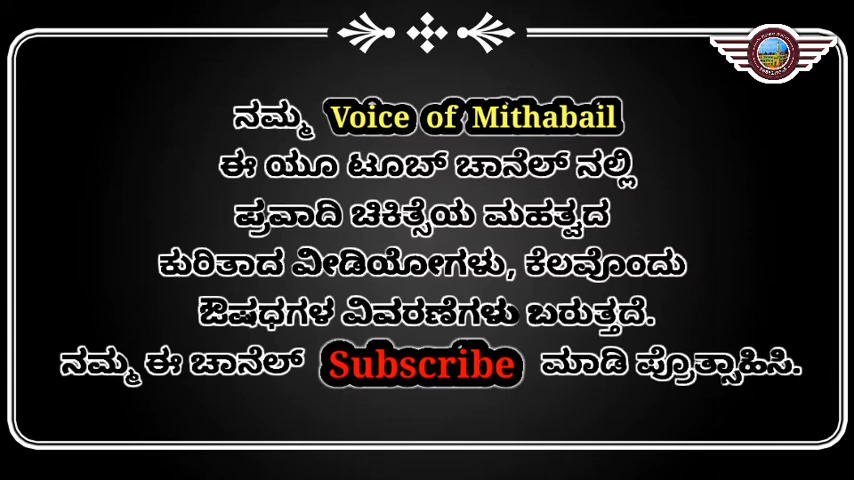 ನಮ್ಮ Voice of Mithabail
ಈ ಯೂ ಟೂಬ್ ಚಾನೆಲ್ ನಲ್ಲಿ
ಪ್ರವಾದಿ ಚಿಕಿತ್ಸೆಯ ಮಹತ್ವದ
ಕುರಿತಾದ ವೀಡಿಯೋಗಳು, ಕೆಲವೊಂದು
ಔಷಧಗಳ ವಿವರಣೆಗಳು ಬರುತ್ತದೆ.
ನಮ್ಮ ಈ ಚಾನೆಲ್ Subscribe ಮಾಡಿ ಪ್ರೊತ್ಸಾಹಿಸಿ.